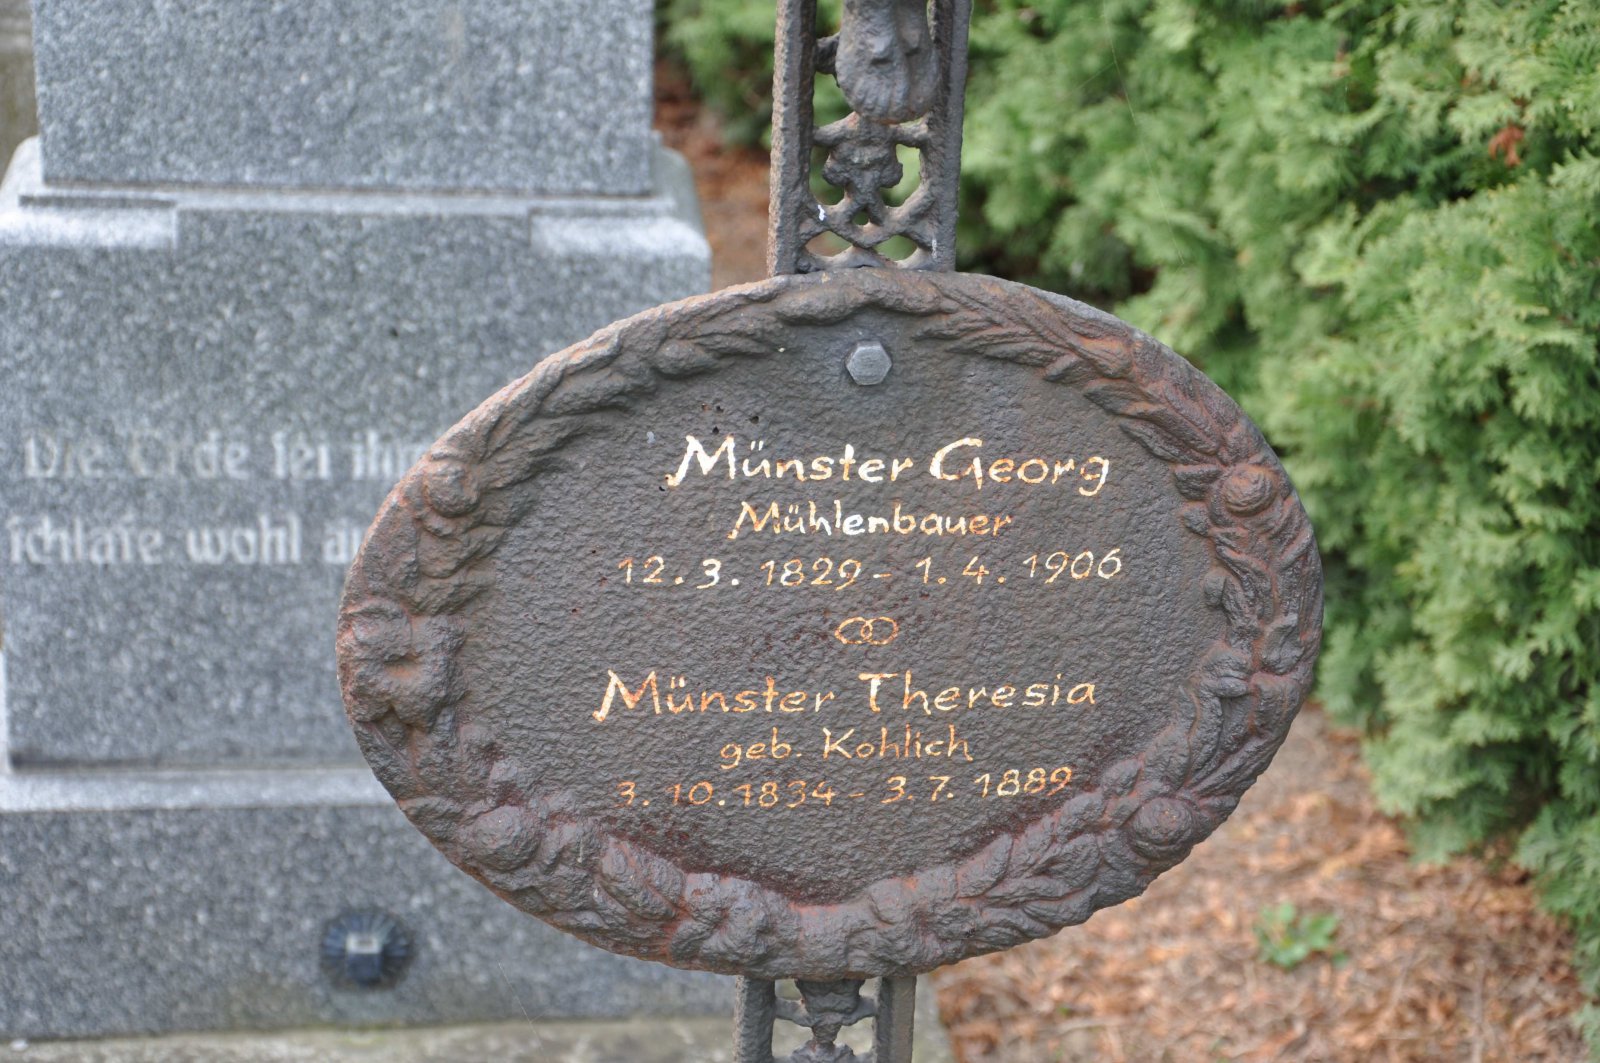 Münster Georg
Mühlenbauer
12.3.1829 - 1.4.1906
Münster Theresia
geb. Kohlich
3.10.1834 - 3.7.1889
Die Erde sei
schlafe wohl